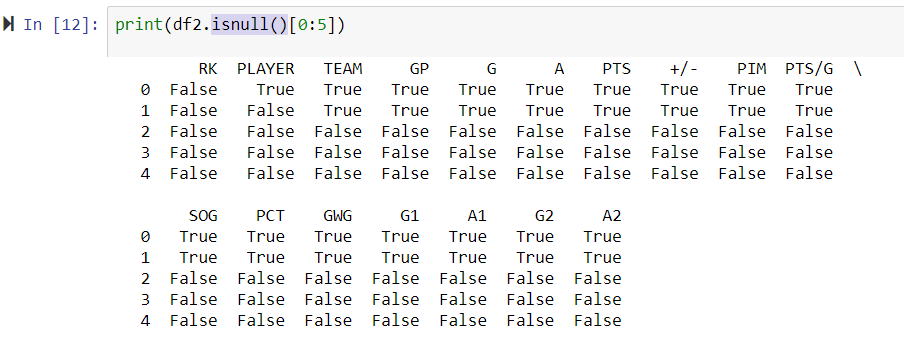 In [12]: print(df2.isnull()[0:5])
RK PLAYER TEAM GP G A PTS +/- PIM PTS/G \
0 False True True True True True True True True True
1 False False True True True True True True True True
2 False False False False False False False False False False
3 False False False False False False False False False False
4 False False False False False False False False False False
SOG PCT GWG G1 A1 G2 A2
0 True True True True True True True
1 True True True True True True True
2 False False False False False False False
3 False False False False False False False
4 False False False False False False False